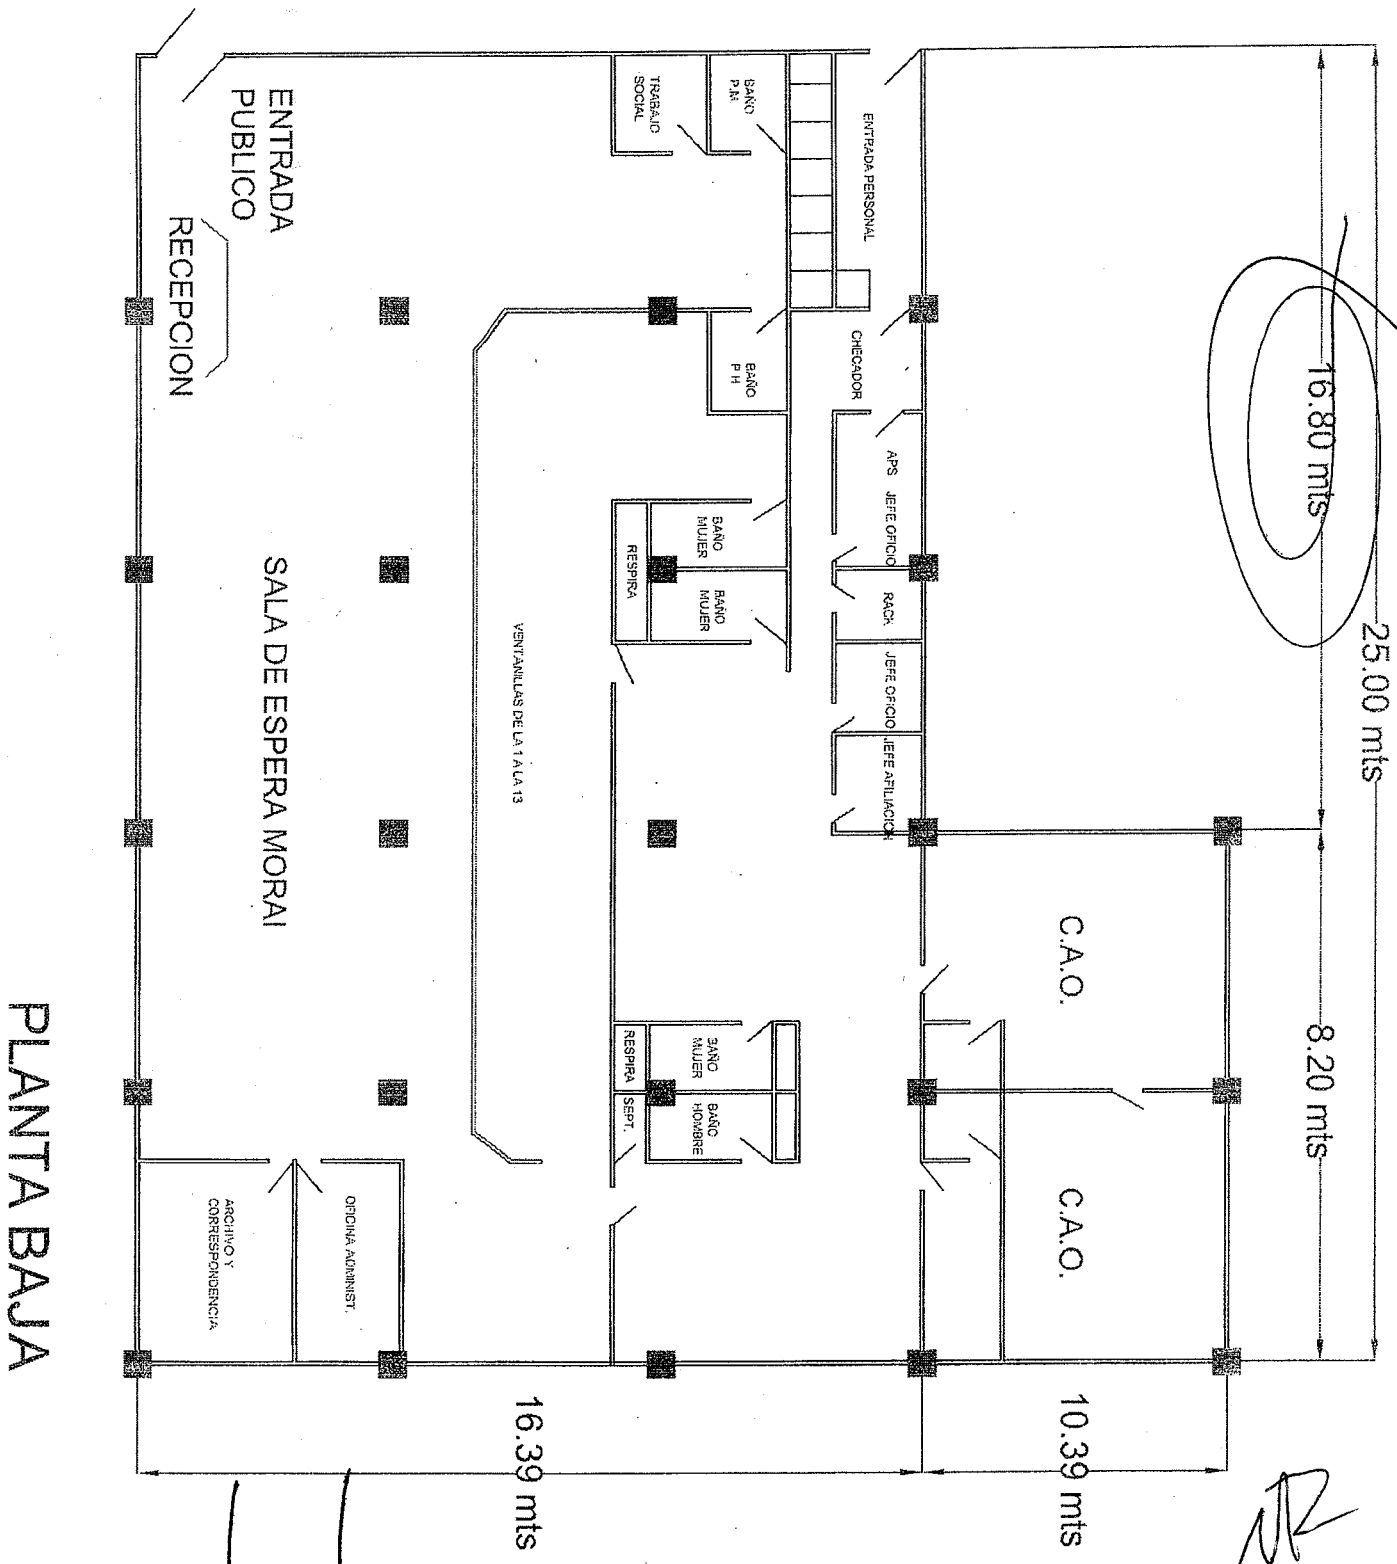 25.00 mts
16.80 mts
8.20 mts
10.39 mts
16.39 mts
C.A.O.
C.A.O.
ENTRADA PERSONAL
CHECADOR
APS
JEFE OFICIO
RACK
JEFE OFICIO
JEFE AFILIACION
BAÑO
P.M.
TRABAJO
SOCIAL
BAÑO
P H
BAÑO
MUJER
BAÑO
MUJER
RESPIRA
BAÑO
MUJER
BAÑO
HOMBRE
RESPIRA
SEPT.
VENTANILLAS DE LA 1 A LA 13
ENTRADA
PUBLICO
RECEPCION
SALA DE ESPERA MORAI
OFICINA ADMINIST.
ARCHIVO Y
CORRESPONDENCIA
PLANTA BAJA